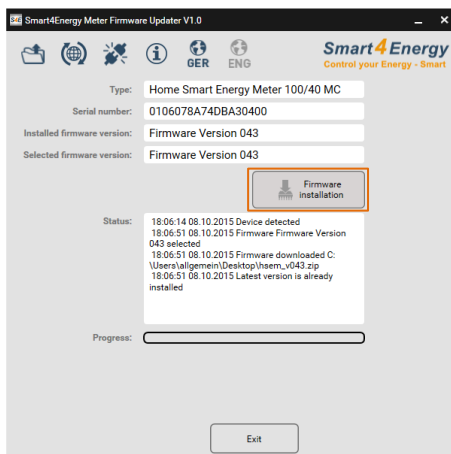 S4E Smart4Energy Meter Firmware Updater V1.0
GER ENG
Smart4Energy
Control your Energy - Smart
Type: Home Smart Energy Meter 100/40 MC
Serial number: 0106078A74DBA30400
Installed firmware version: Firmware Version 043
Selected firmware version: Firmware Version 043
Firmware
installation
Status:
18:06:14 08.10.2015 Device detected
18:06:51 08.10.2015 Firmware Firmware Version
043 selected
18:06:51 08.10.2015 Firmware downloaded C:
\Users\allgemein\Desktop\hsem_v043.zip
18:06:51 08.10.2015 Latest version is already
installed
Progress:
Exit